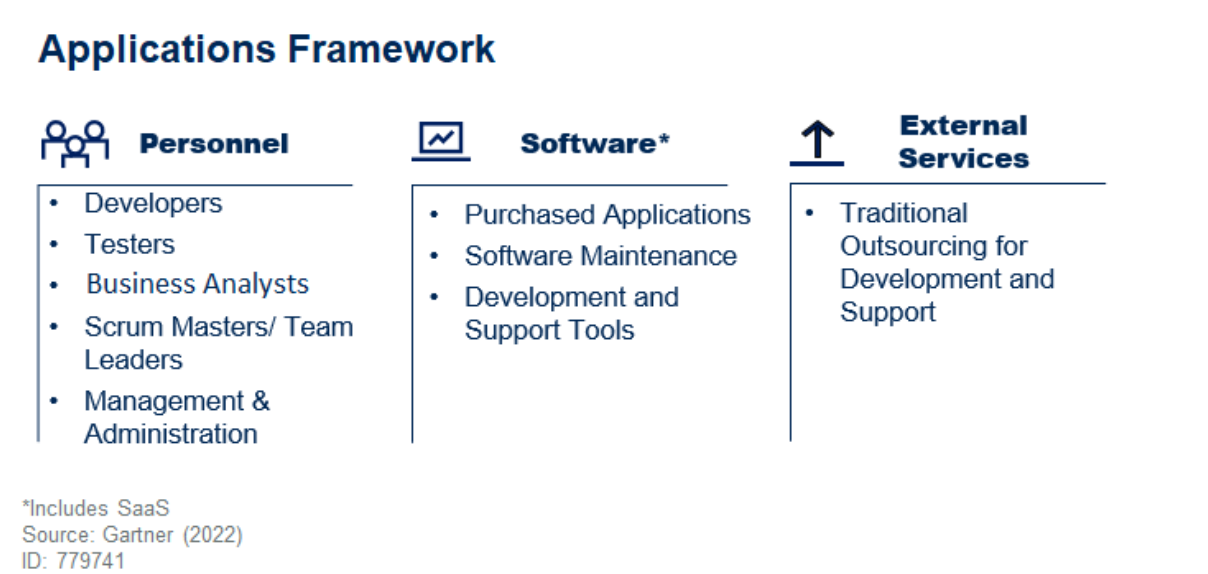 Applications Framework
Personnel
• Developers
• Testers
• Business Analysts
• Scrum Masters/ Team
Leaders
• Management &
Administration
Software*
• Purchased Applications
• Software Maintenance
• Development and
Support Tools
External
Services
• Traditional
Outsourcing for
Development and
Support
*Includes SaaS
Source: Gartner (2022)
ID: 779741